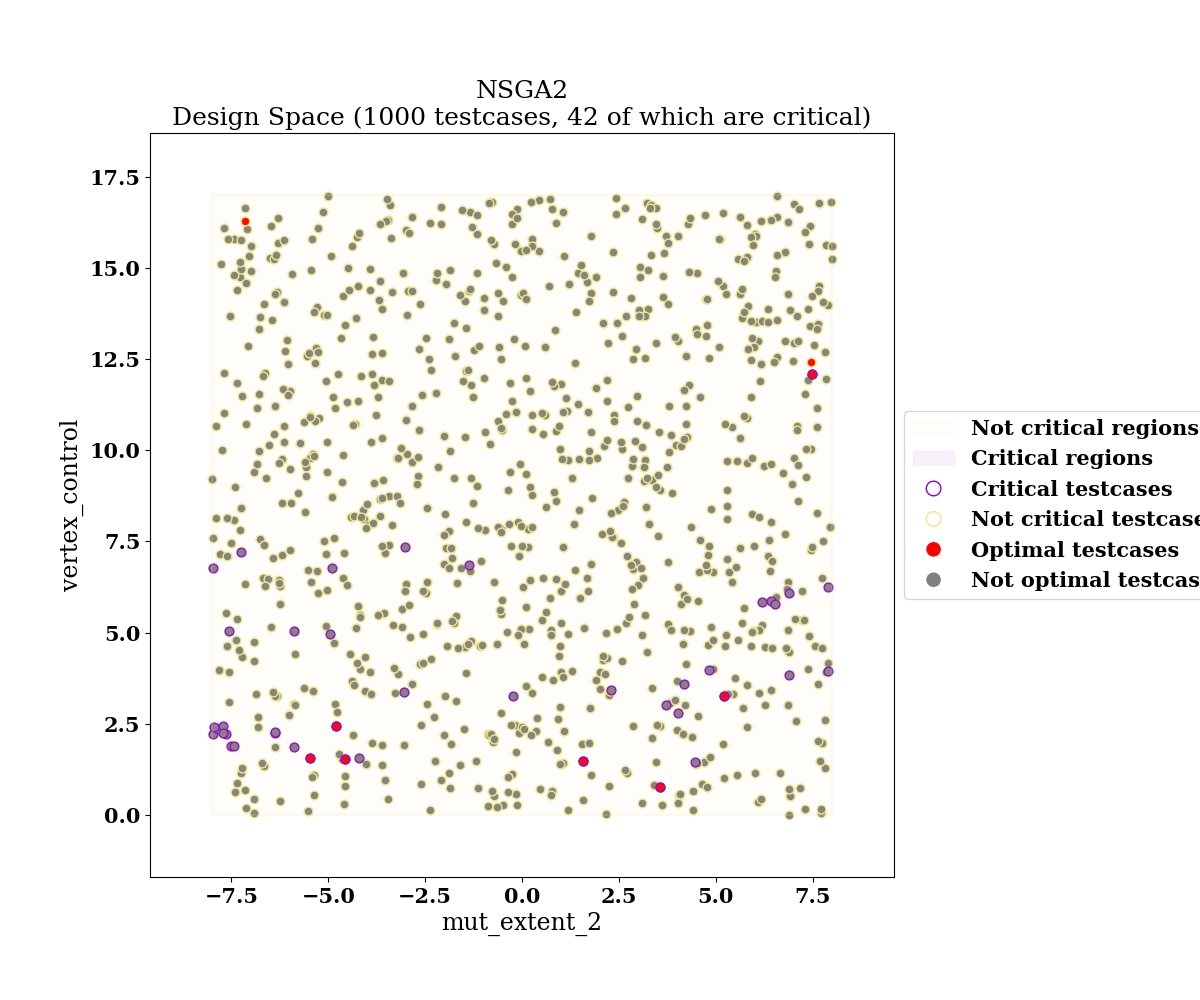 NSGA2
Design Space (1000 testcases, 42 of which are critical)
17.5
15.0
12.5
10.0
7.5
5.0
2.5
0.0
vertex_control
−7.5
−5.0
−2.5
0.0
2.5
5.0
7.5
mut_extent_2
Not critical regions
Critical regions
Critical testcases
Not critical testcase
Optimal testcases
Not optimal testcas